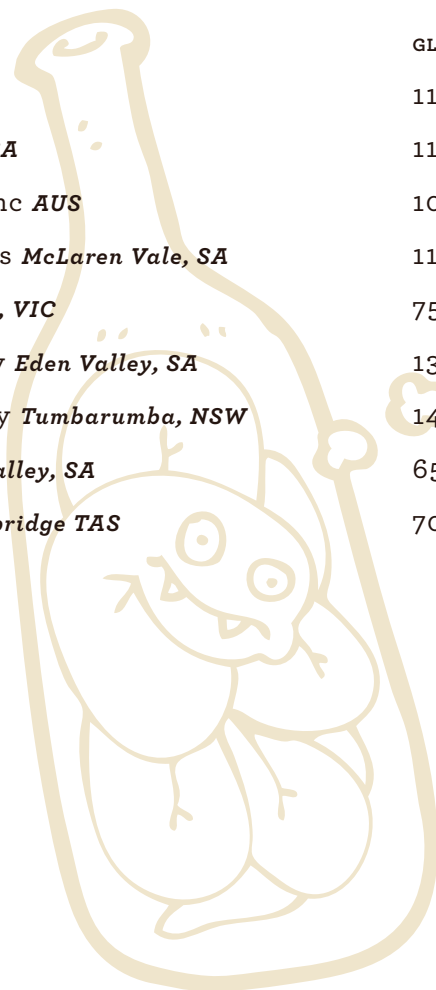 GL
11
A 11
nc AUS 10
s McLaren Vale, SA 11
, VIC 75
Eden Valley, SA 13
y Tumbarumba, NSW 14
alley, SA 65
bridge TAS 70